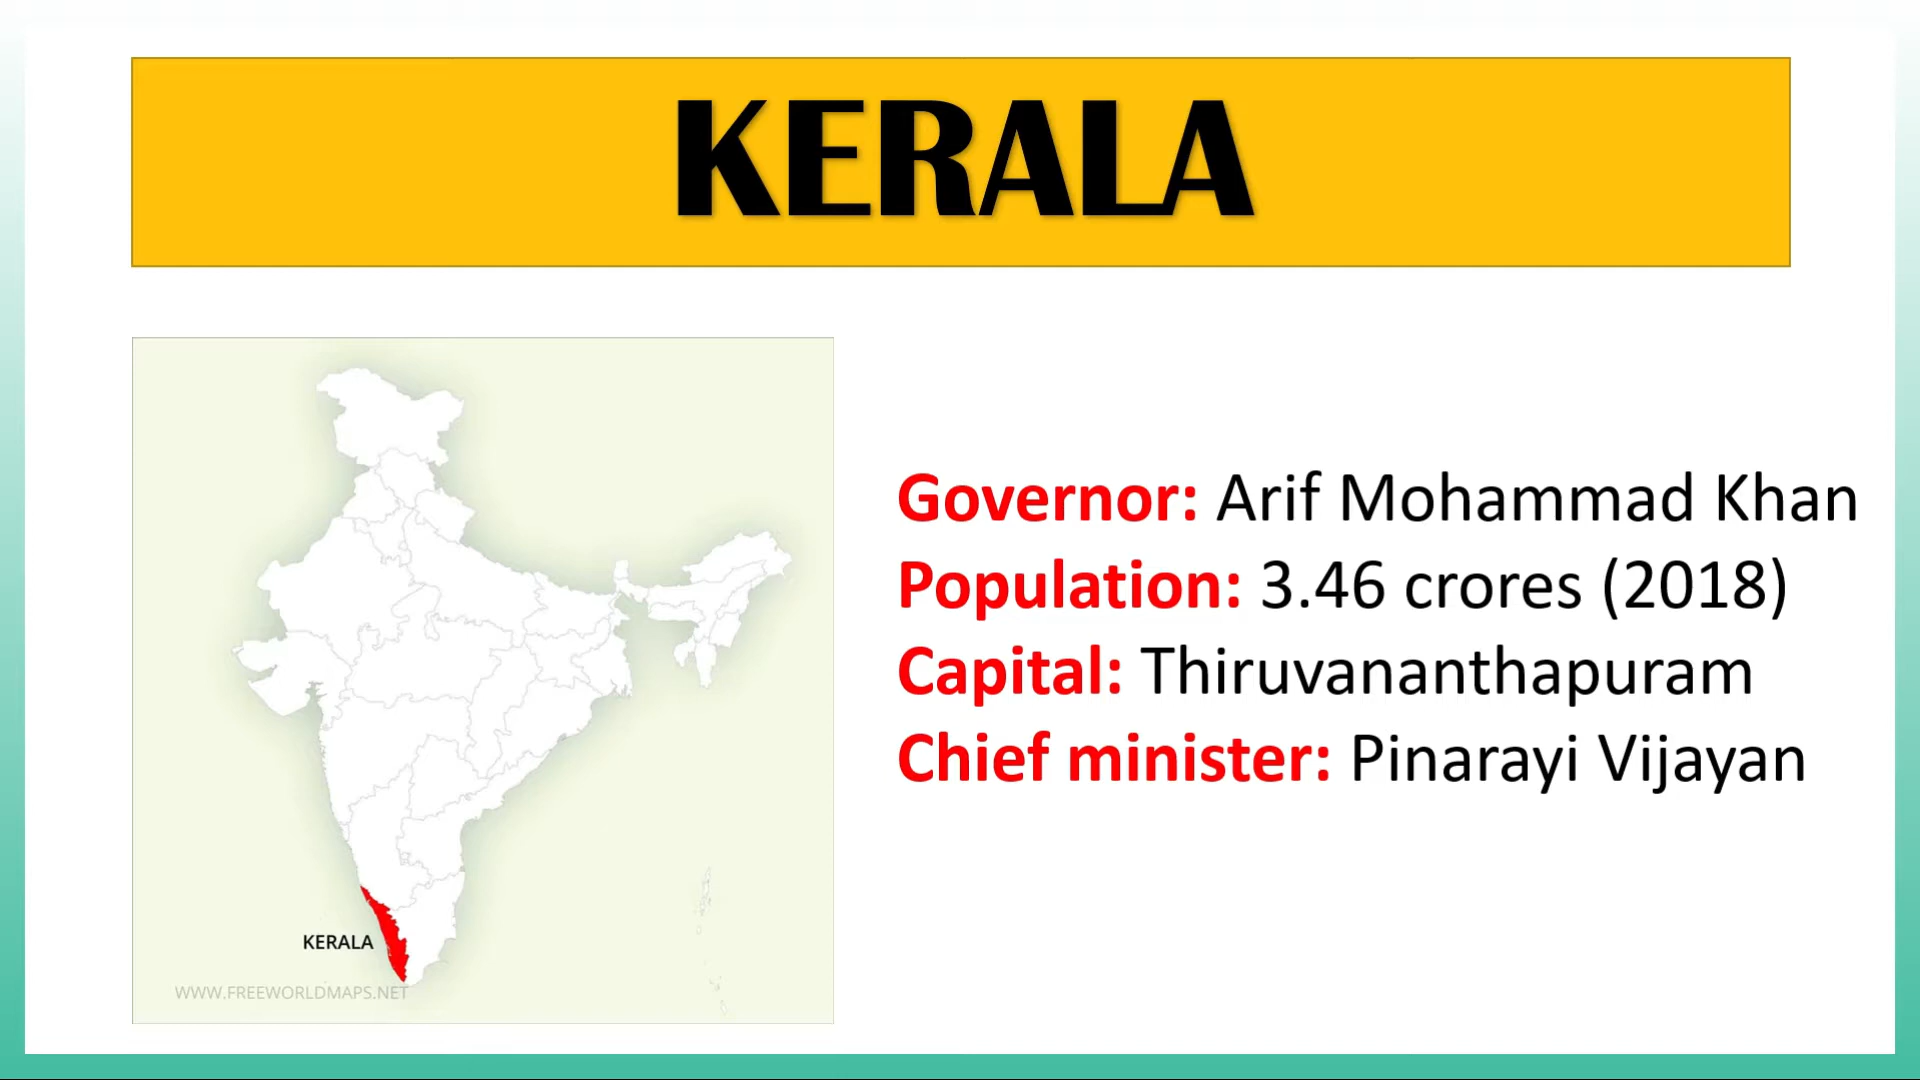 KERALA
Governor: Arif Mohammad Khan
Population: 3.46 crores (2018)
Capital: Thiruvananthapuram
Chief minister: Pinarayi Vijayan
KERALA
WWW.FREEWORLDMAPS.NET